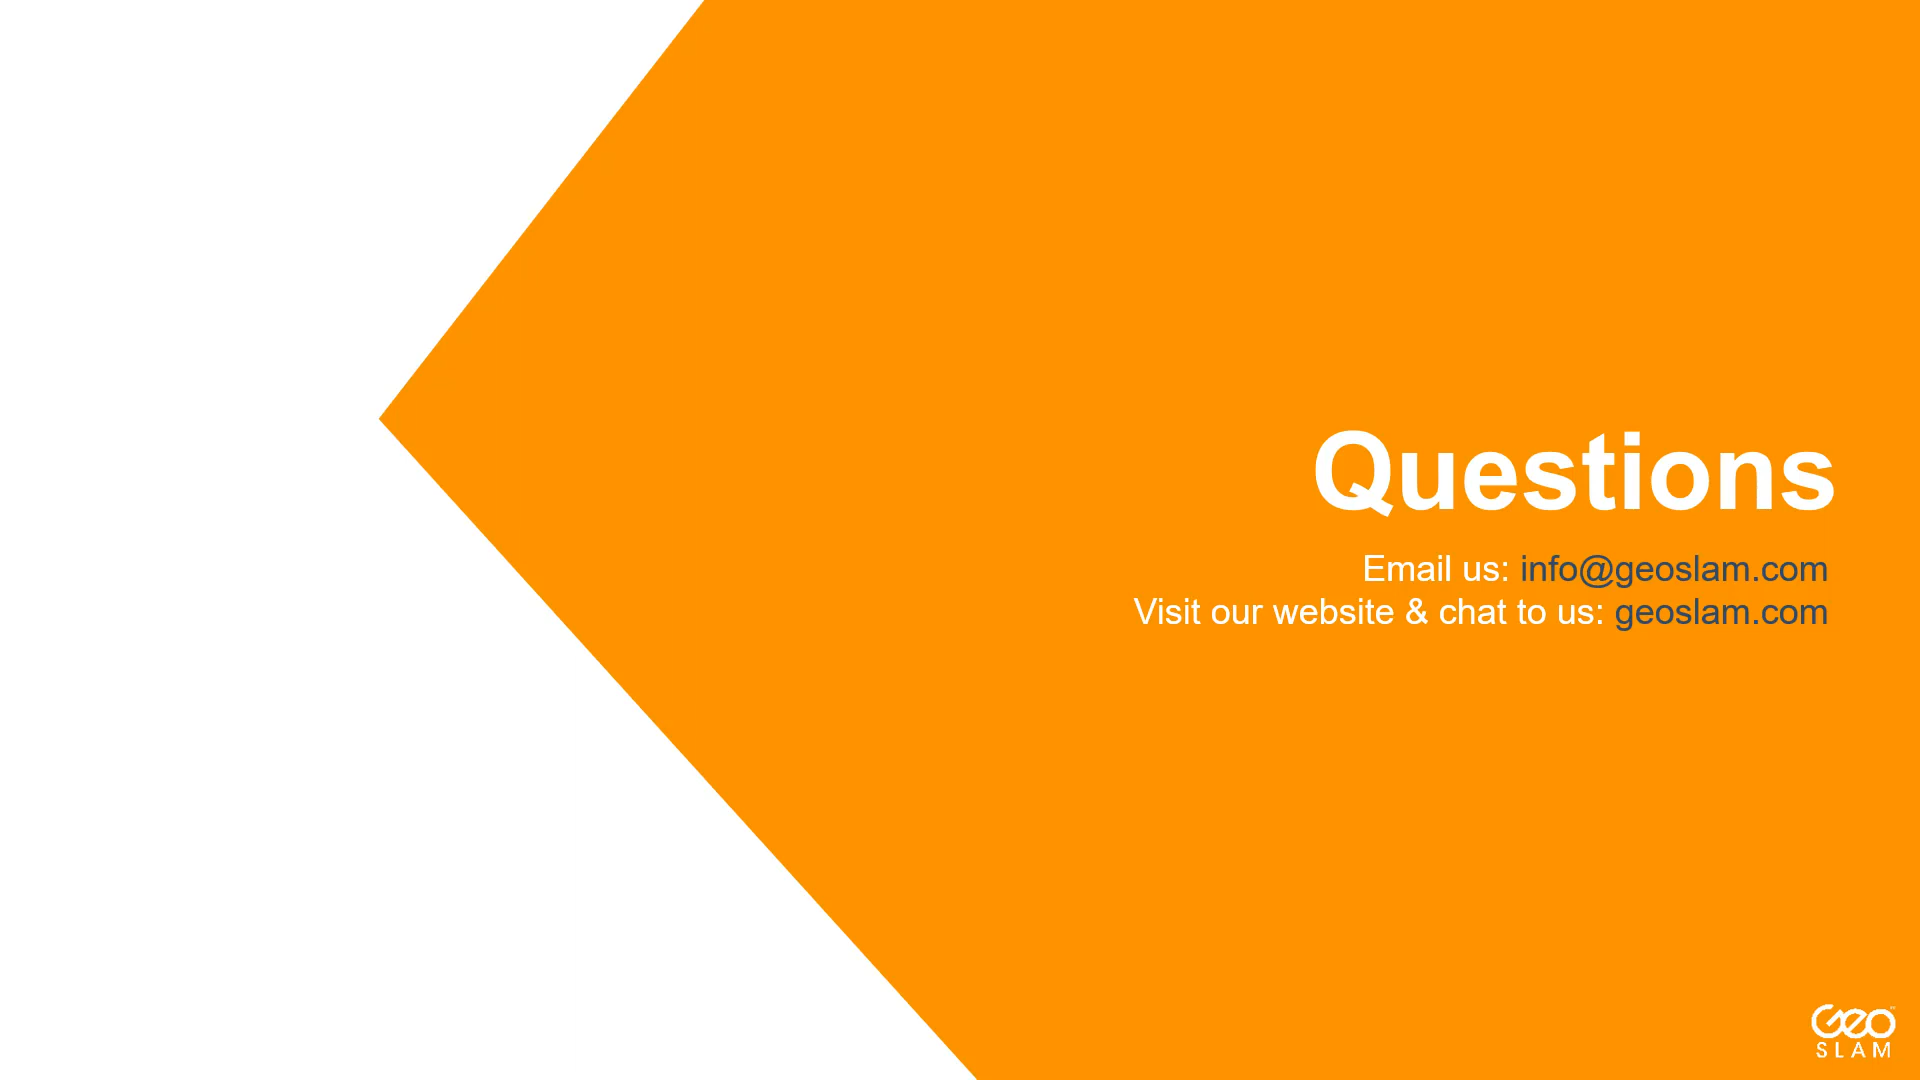 Questions
Email us: info@geoslam.com
Visit our website & chat to us: geoslam.com
Geo
SLAM